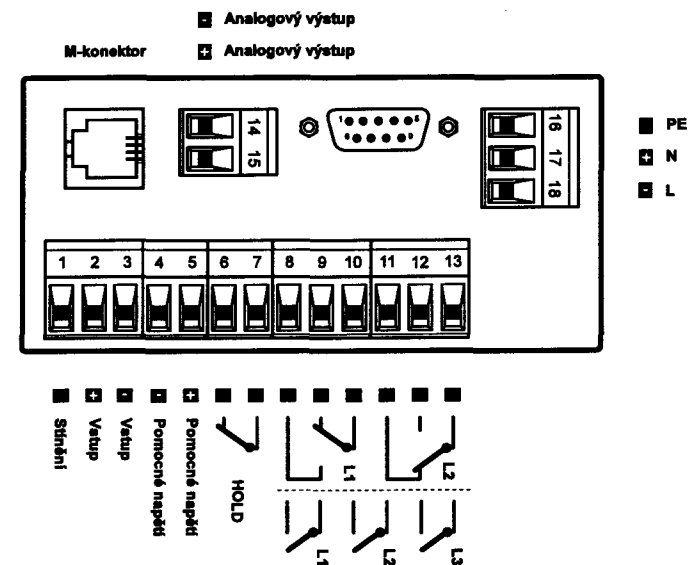 - Analogový výstup
M-konektor
+ Analogový výstup
14
15
16
17
18
PE
+ N
- L
1 2 3 4 5 6 7 8 9 10 11 12 13
Stínění
+ Vstup
- Vstup
- Pomocné napětí
+ Pomocné napětí
HOLD
L1
L2
L1
L2
L3